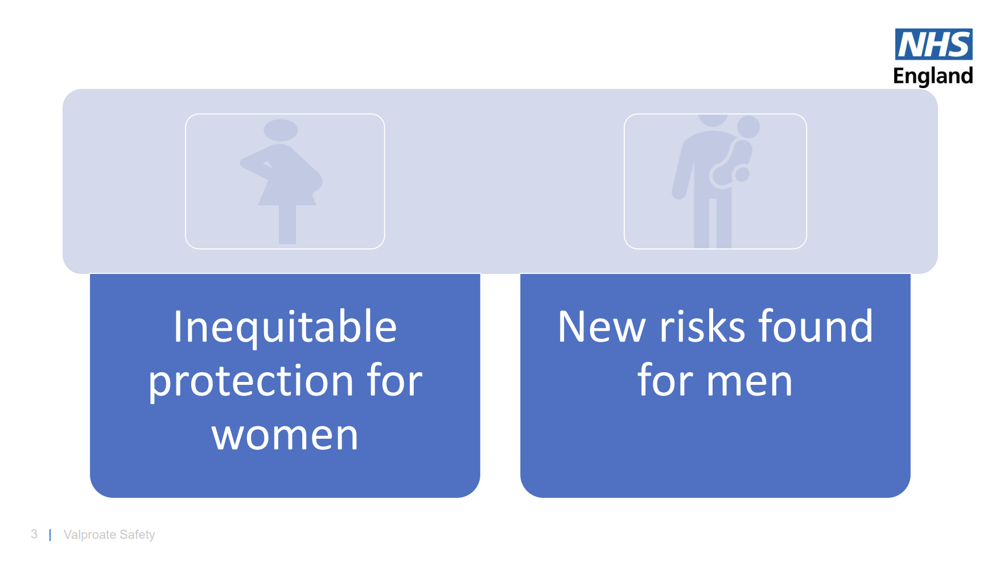 NHS
England
Inequitable
protection for
women
New risks found
for men
3 | Valproate Safety